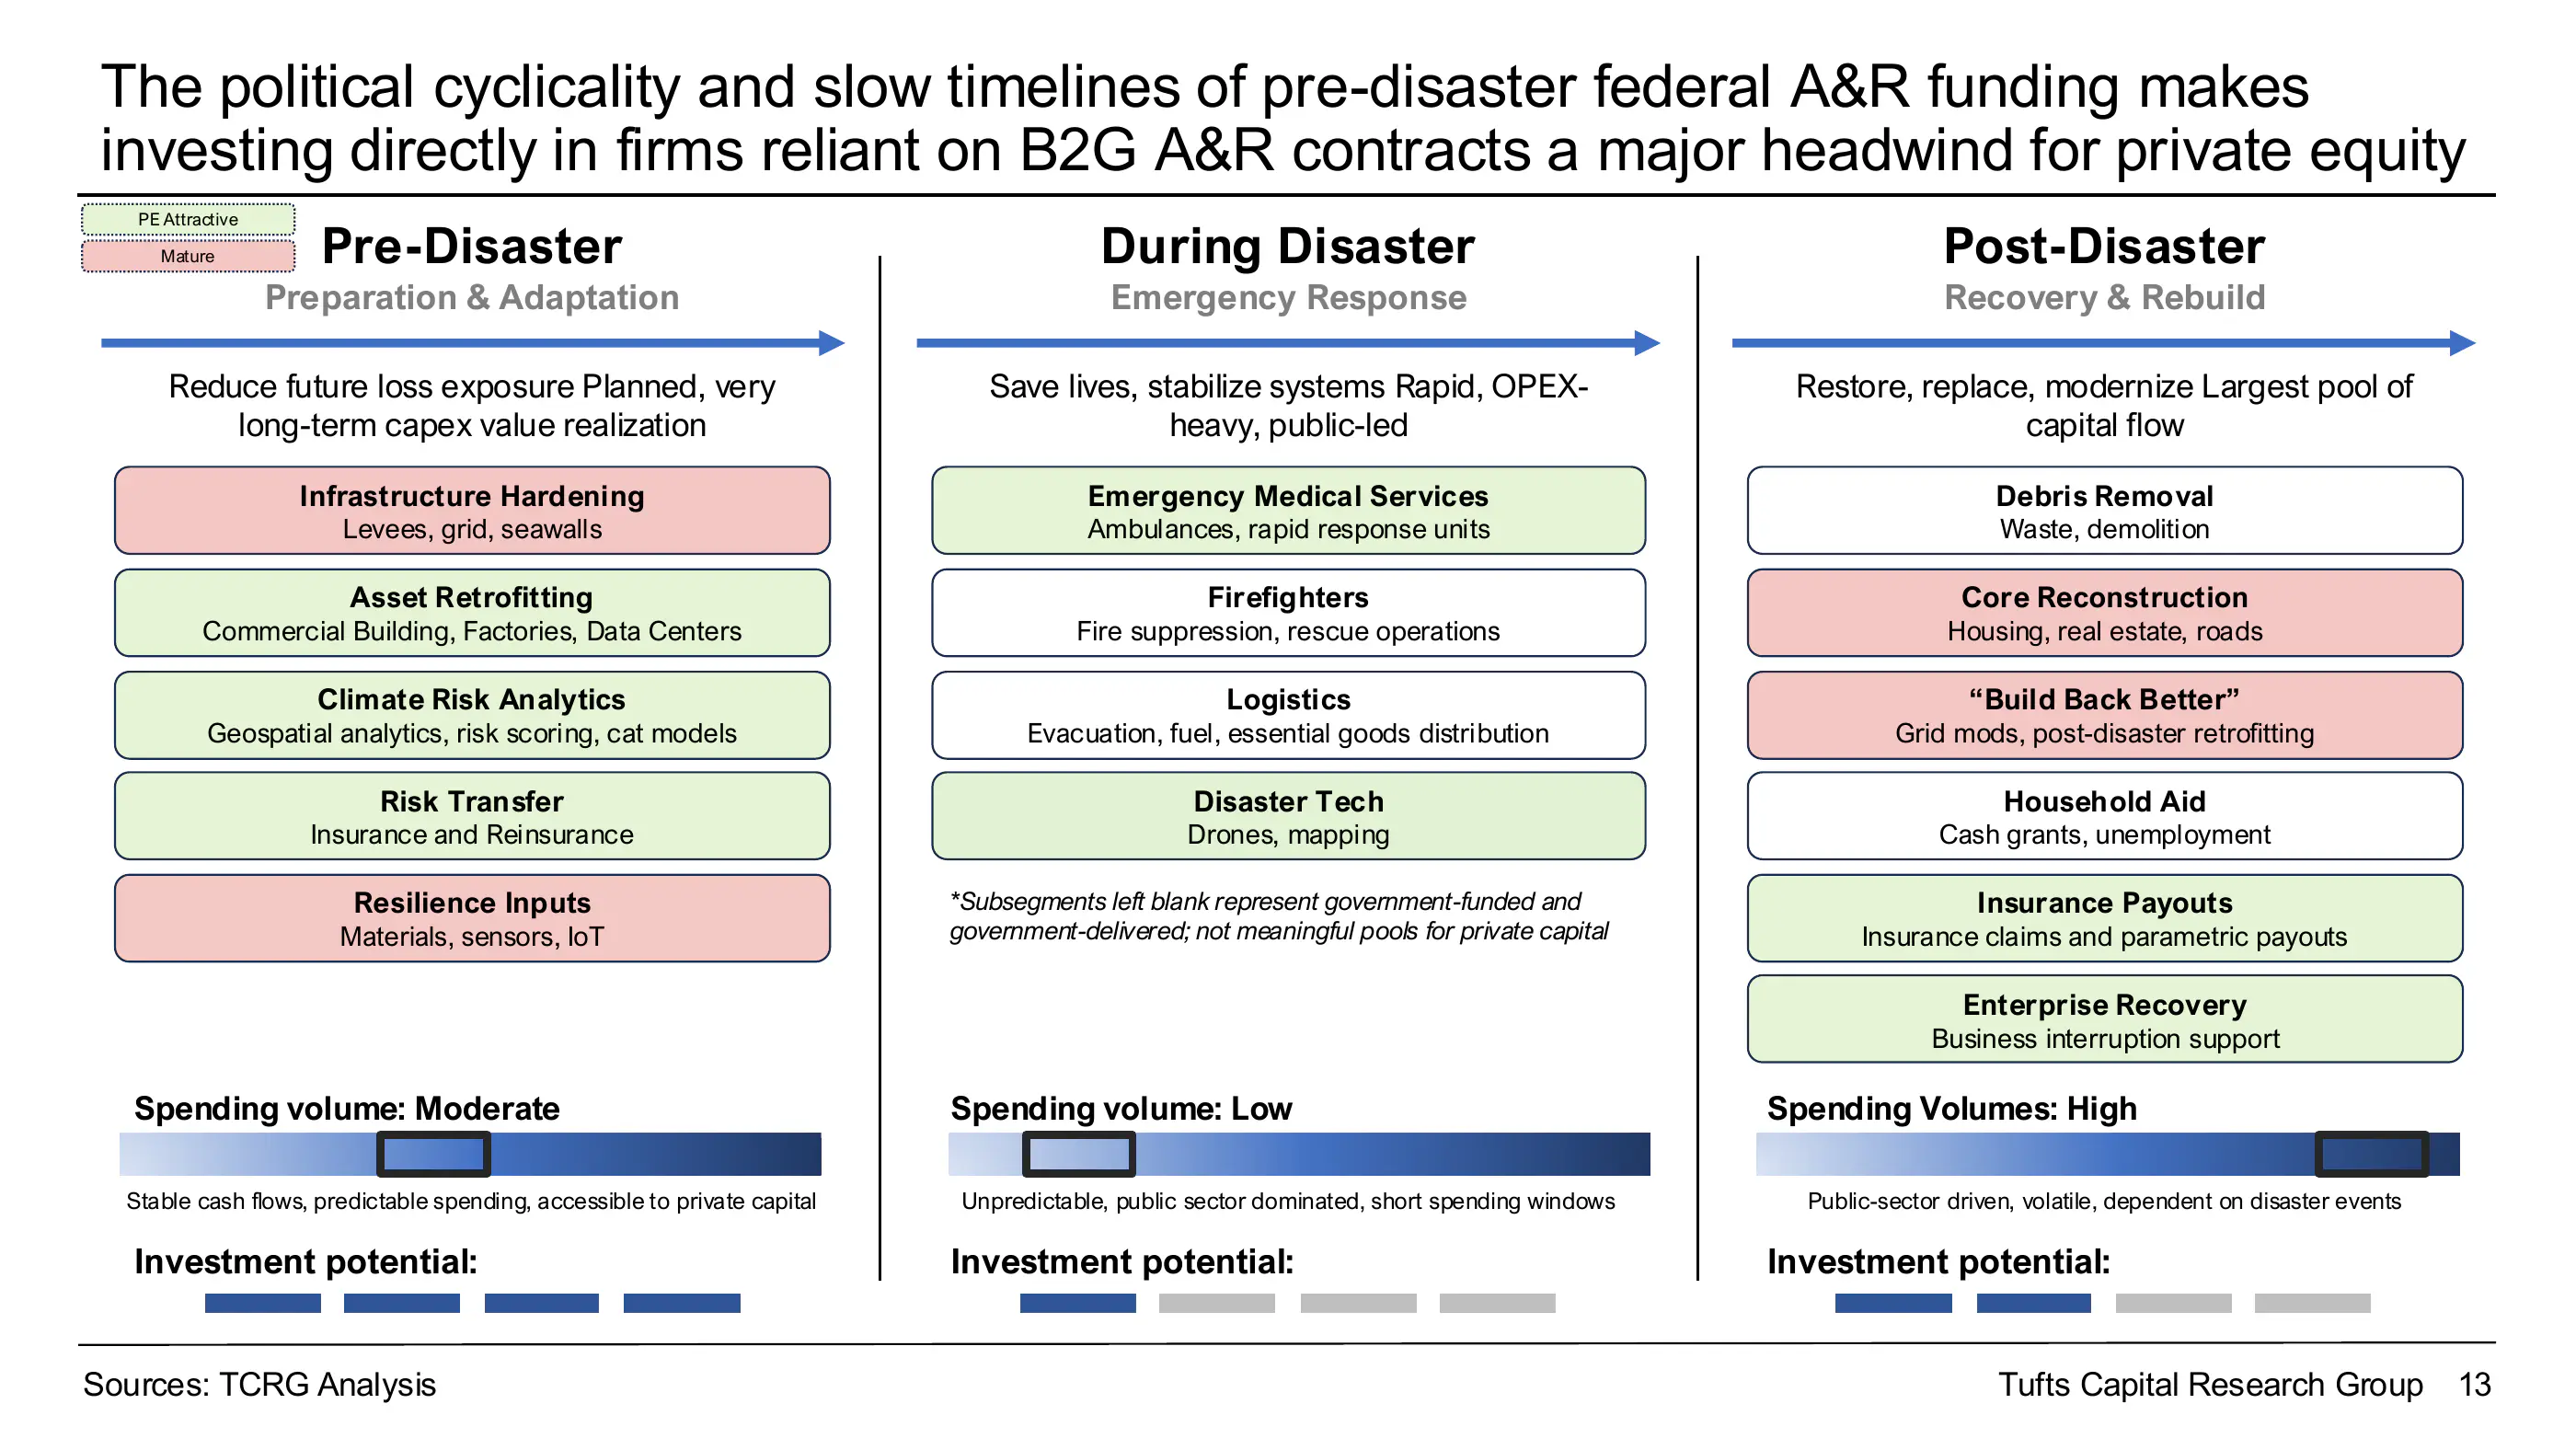 The political cyclicality and slow timelines of pre-disaster federal A&R funding makes
investing directly in firms reliant on B2G A&R contracts a major headwind for private equity
PE Attractive
Mature
Pre-Disaster
Preparation & Adaptation
Reduce future loss exposure Planned, very
long-term capex value realization
Infrastructure Hardening
Levees, grid, seawalls
Asset Retrofitting
Commercial Building, Factories, Data Centers
Climate Risk Analytics
Geospatial analytics, risk scoring, cat models
Risk Transfer
Insurance and Reinsurance
Resilience Inputs
Materials, sensors, IoT
Spending volume: Moderate
Stable cash flows, predictable spending, accessible to private capital
Investment potential:
During Disaster
Emergency Response
Save lives, stabilize systems Rapid, OPEX-
heavy, public-led
Emergency Medical Services
Ambulances, rapid response units
Firefighters
Fire suppression, rescue operations
Logistics
Evacuation, fuel, essential goods distribution
Disaster Tech
Drones, mapping
*Subsegments left blank represent government-funded and
government-delivered; not meaningful pools for private capital
Spending volume: Low
Unpredictable, public sector dominated, short spending windows
Investment potential:
Post-Disaster
Recovery & Rebuild
Restore, replace, modernize Largest pool of
capital flow
Debris Removal
Waste, demolition
Core Reconstruction
Housing, real estate, roads
“Build Back Better”
Grid mods, post-disaster retrofitting
Household Aid
Cash grants, unemployment
Insurance Payouts
Insurance claims and parametric payouts
Enterprise Recovery
Business interruption support
Spending Volumes: High
Public-sector driven, volatile, dependent on disaster events
Investment potential:
Sources: TCRG Analysis
Tufts Capital Research Group 13